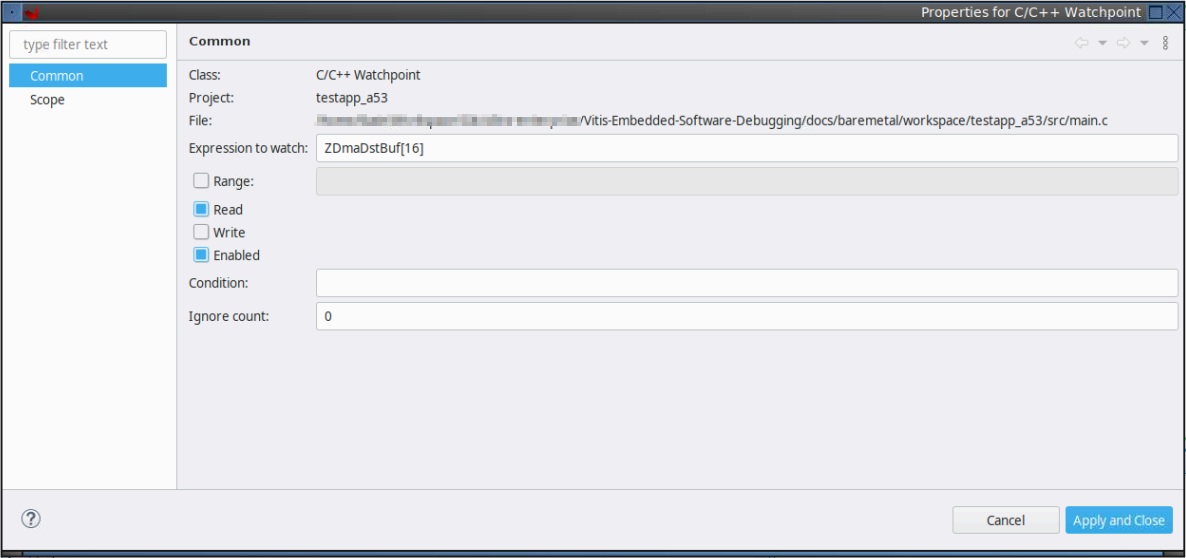 Properties for C/C++ Watchpoint
type filter text
Common
Scope
Common
Class: C/C++ Watchpoint
Project: testapp_a53
File: /Vitis-Embedded-Software-Debugging/docs/baremetal/workspace/testapp_a53/src/main.c
Expression to watch: ZDmaDstBuf[16]
Range:
Read
Write
Enabled
Condition:
Ignore count: 0
Cancel
Apply and Close